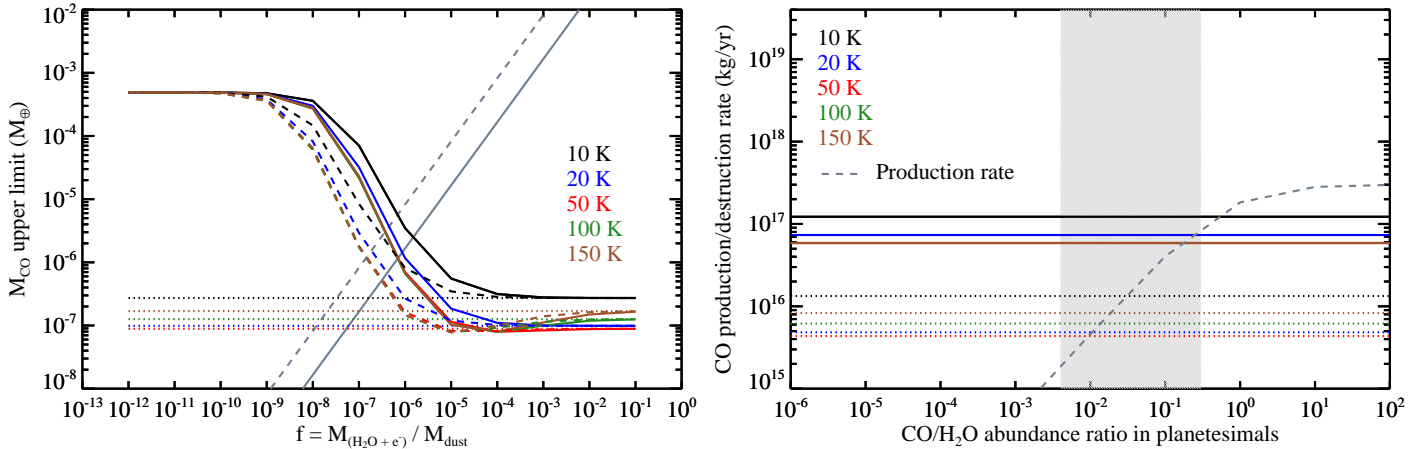 10⁻²
10⁻³
10⁻⁴
10⁻⁵
10⁻⁶
10⁻⁷
10⁻⁸
M_CO upper limit (M_⊕)
10 K
20 K
50 K
100 K
150 K
10⁻¹³ 10⁻¹² 10⁻¹¹ 10⁻¹⁰ 10⁻⁹ 10⁻⁸ 10⁻⁷ 10⁻⁶ 10⁻⁵ 10⁻⁴ 10⁻³ 10⁻² 10⁻¹ 10⁰
f = M_(H₂O + e⁻) / M_dust
10¹⁹
10¹⁸
10¹⁷
10¹⁶
10¹⁵
CO production/destruction rate (kg/yr)
10 K
20 K
50 K
100 K
150 K
Production rate
10⁻⁶ 10⁻⁵ 10⁻⁴ 10⁻³ 10⁻² 10⁻¹ 10⁰ 10¹ 10²
CO/H₂O abundance ratio in planetesimals